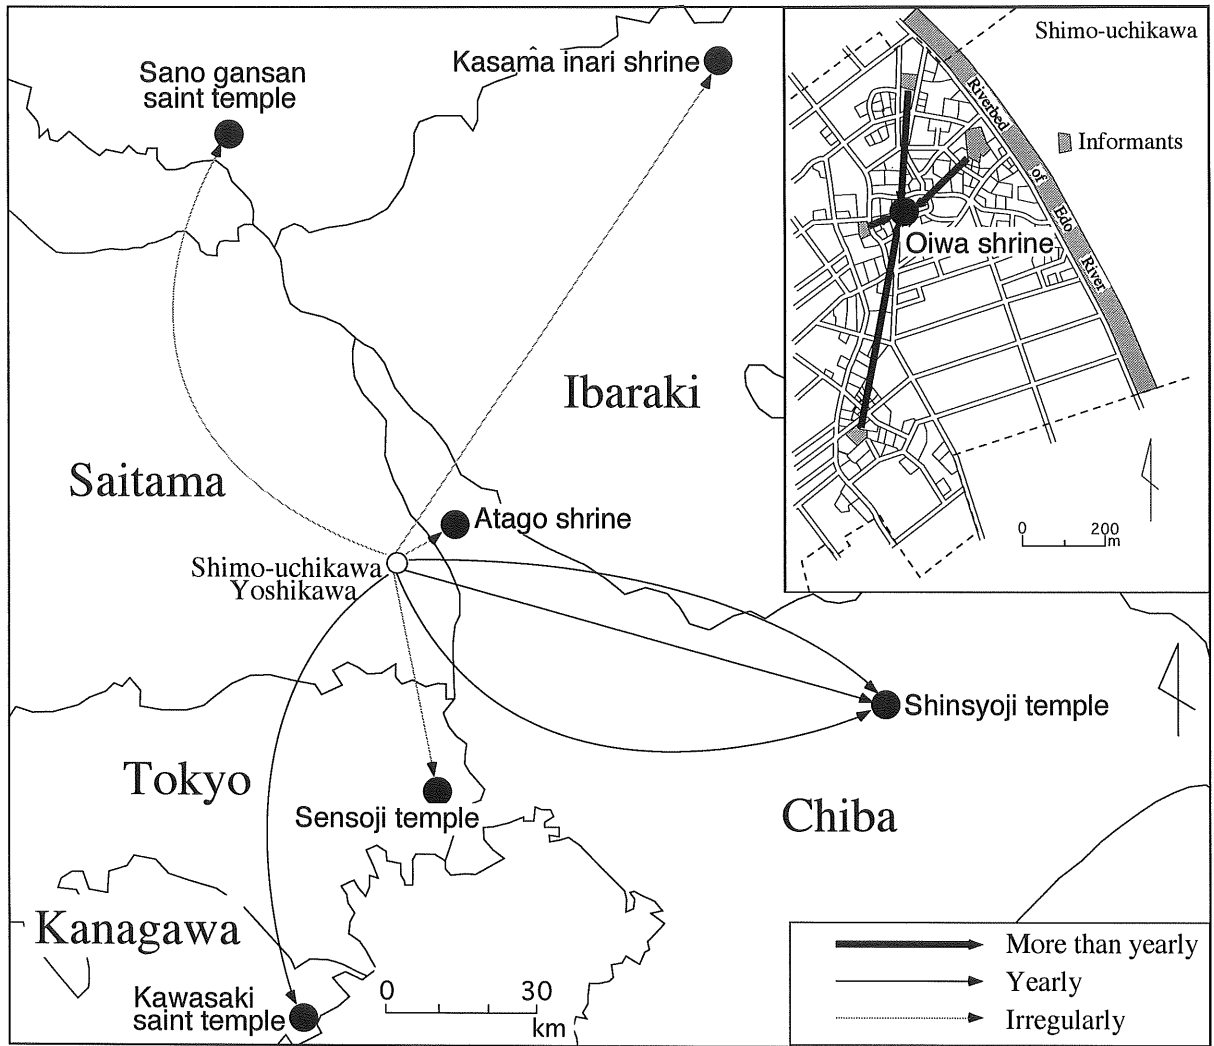 Sano gansan
saint temple
Kasama inari shrine
Shimo-uchikawa
Riverbed
of
Edo
River
Informants
Oiwa shrine
0 200
m
Ibaraki
Saitama
Atago shrine
Shimo-uchikawa
Yoshikawa
Shinsyoji temple
Tokyo
Sensoji temple
Chiba
Kanagawa
Kawasaki
saint temple
0 30
km
More than yearly
Yearly
Irregularly